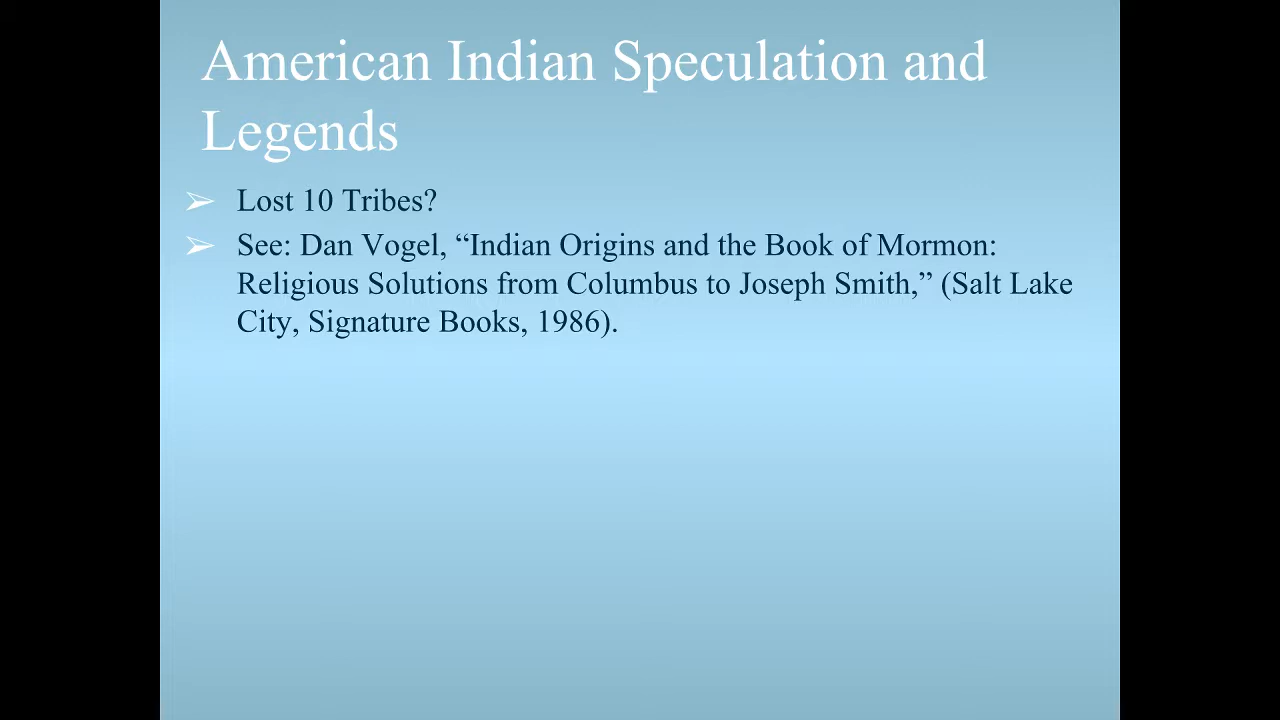 American Indian Speculation and
Legends
➢ Lost 10 Tribes?
➢ See: Dan Vogel, “Indian Origins and the Book of Mormon:
Religious Solutions from Columbus to Joseph Smith,” (Salt Lake
City, Signature Books, 1986).